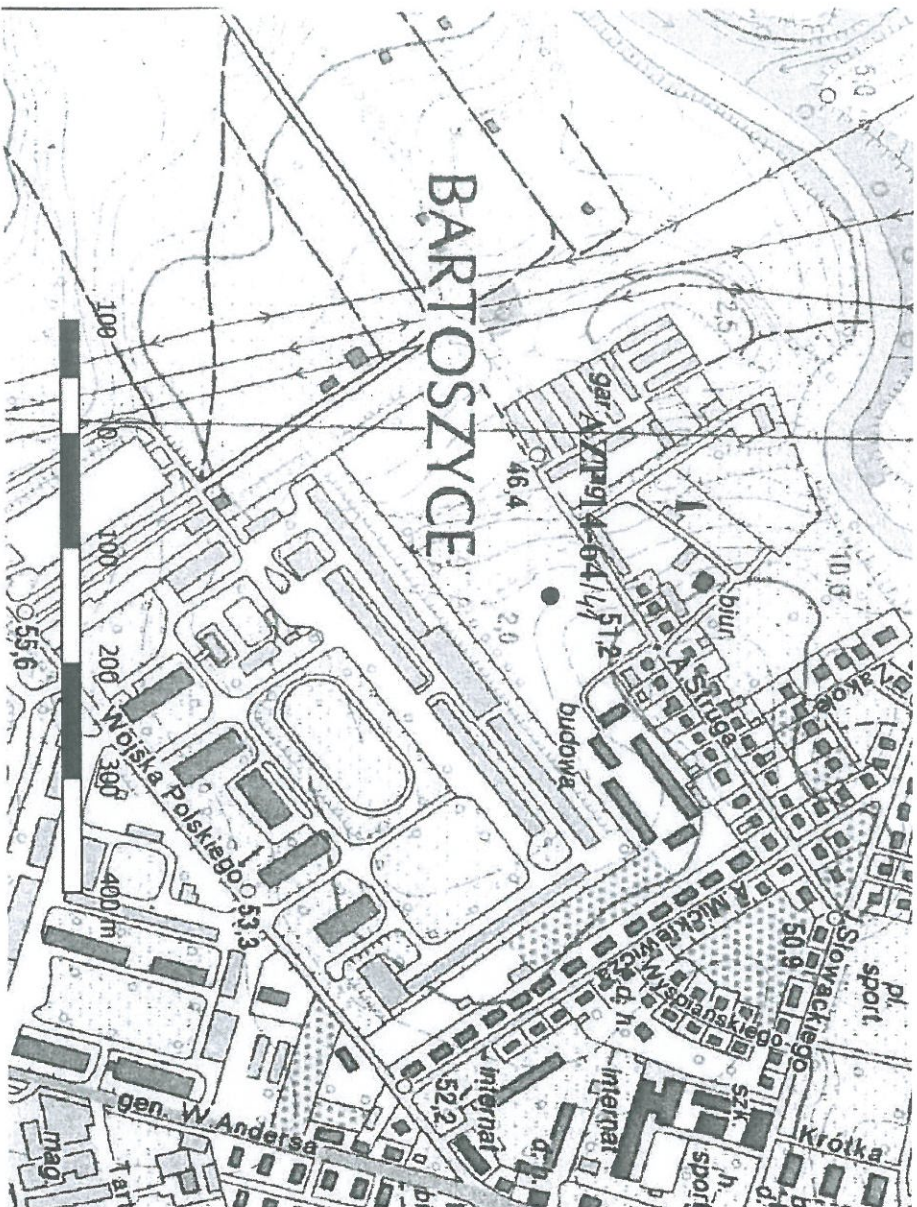 BARTOSZYCE
5,0
2,5
46,4
51,2
2,0
10,0
biur
budowa
A. Struga
A. Mickiewicza
Wyspiańskiego
50,9
Słowackiego
pl.
sport.
Krótka
szk.
internat
internat
52,2
d. h.
h.
gen. W. Andersa
Wojska Polskiego
53,3
55,6
mag.
100 0 100 200 300 400 m